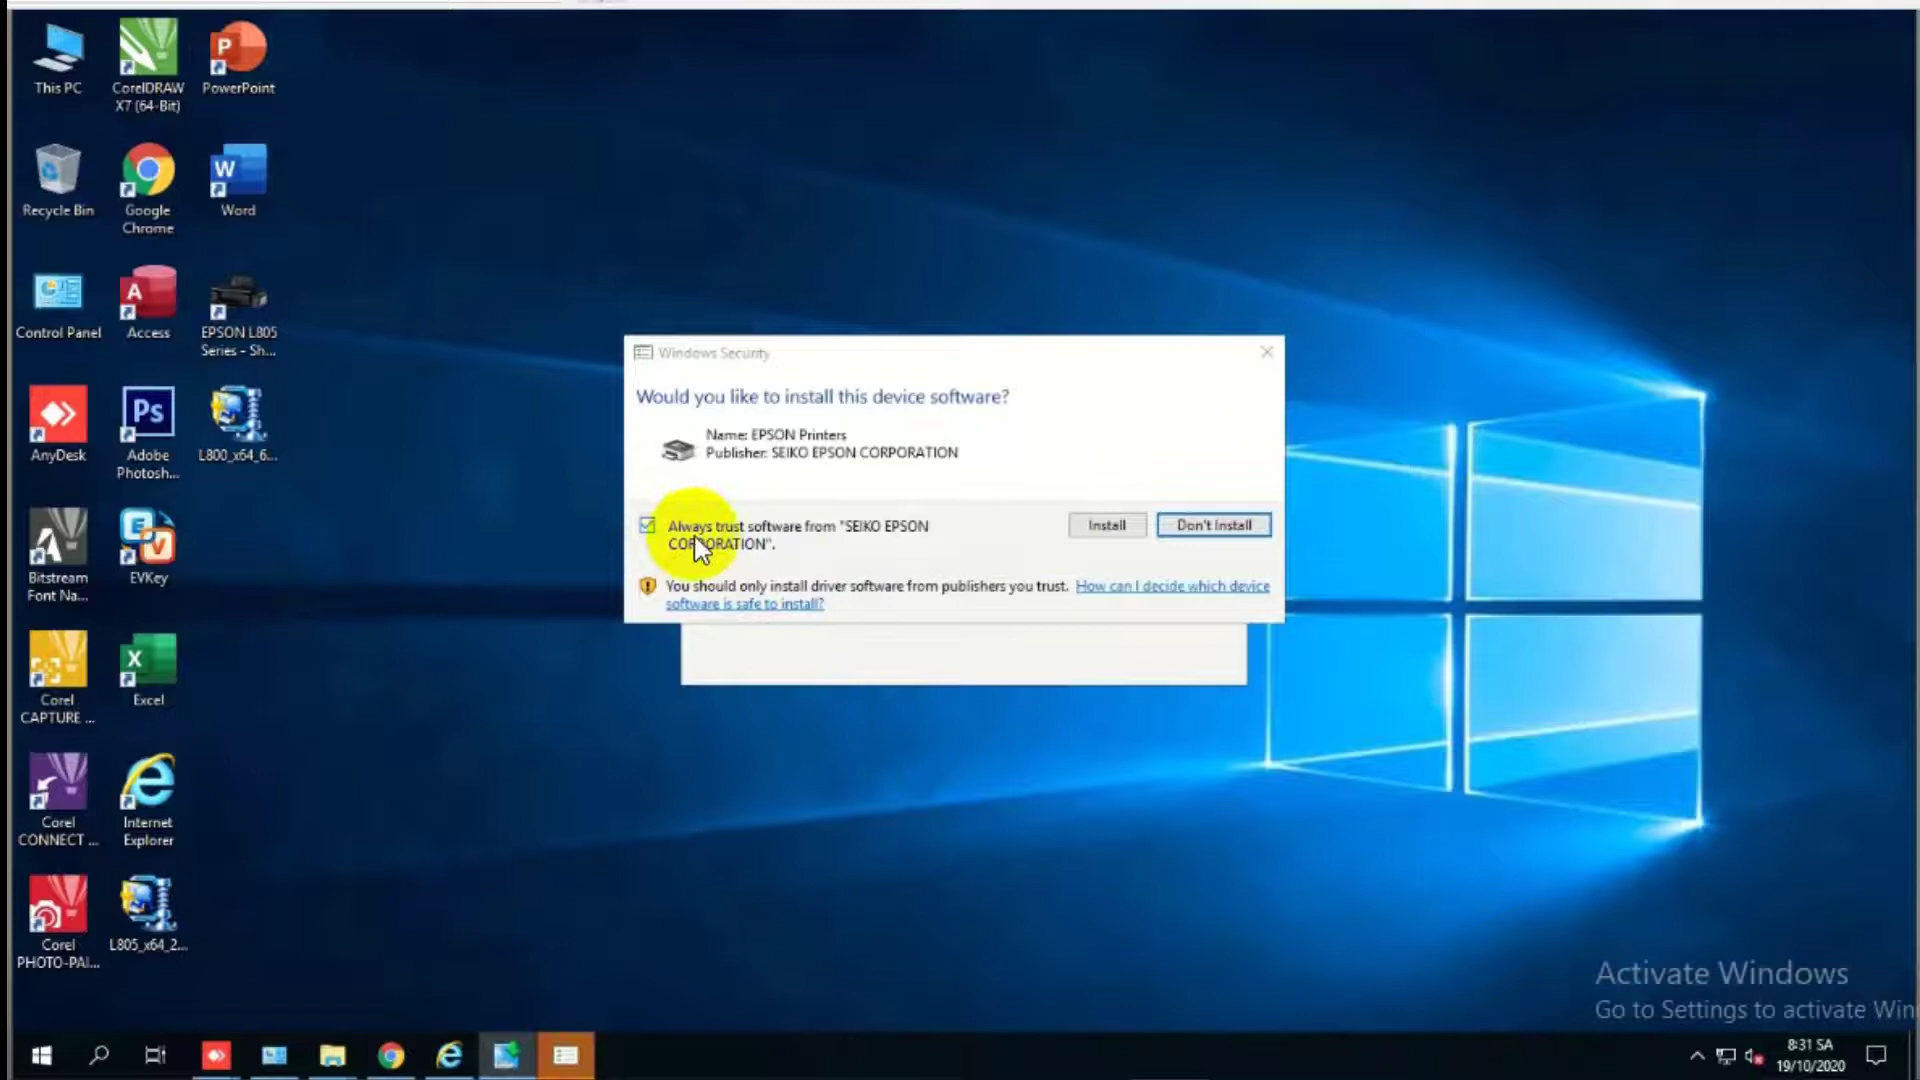 This PC
CorelDRAW
X7 (64-Bit)
PowerPoint
Recycle Bin
Google
Chrome
Word
Control Panel
Access
EPSON L805
Series - Sh...
AnyDesk
Adobe
Photosh...
L800_x64_6...
Bitstream
Font Na...
EVKey
Corel
CAPTURE ...
Excel
Corel
CONNECT ...
Internet
Explorer
Corel
PHOTO-PAI...
L805_x64_2...
Windows Security
Would you like to install this device software?
Name: EPSON Printers
Publisher: SEIKO EPSON CORPORATION
Always trust software from "SEIKO EPSON
CORPORATION".
Install
Don't Install
You should only install driver software from publishers you trust. How can I decide which device
software is safe to install?
Activate Windows
Go to Settings to activate Win
8:31 SA
19/10/2020